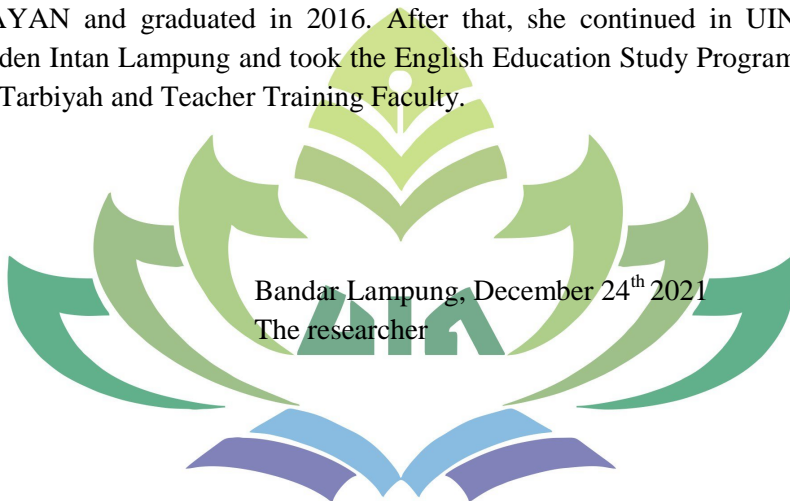 AYAN and graduated in 2016. After that, she continued in UIN
den Intan Lampung and took the English Education Study Program
Tarbiyah and Teacher Training Faculty.
Bandar Lampung, December 24th 2021
The researcher
UIN